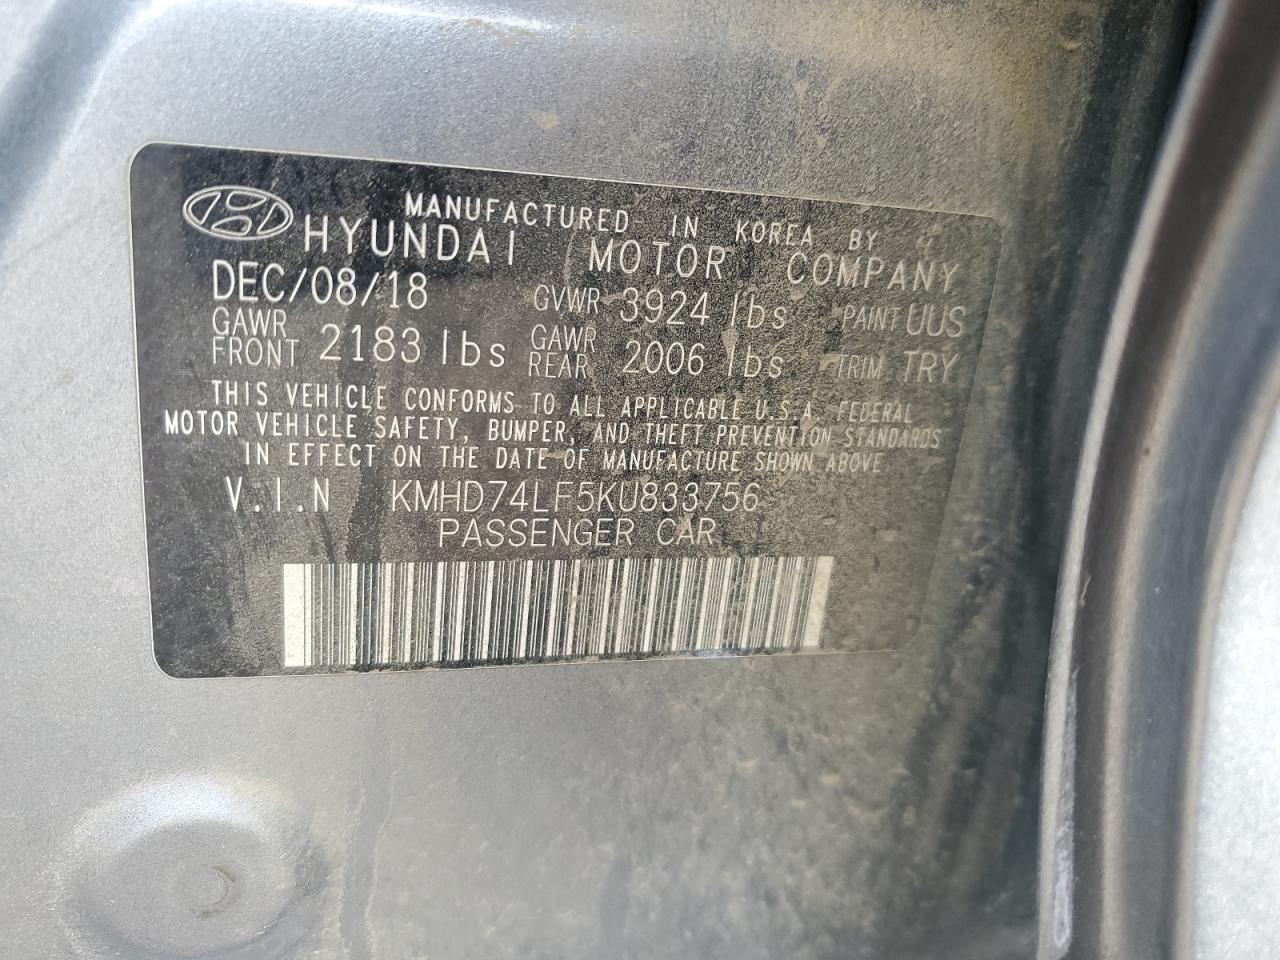 MANUFACTURED IN KOREA BY
HYUNDAI MOTOR COMPANY
DEC/08/18 GVWR 3924 lbs PAINT UUS
GAWR FRONT 2183 lbs GAWR REAR 2006 lbs TRIM TRY
THIS VEHICLE CONFORMS TO ALL APPLICABLE U.S.A. FEDERAL
MOTOR VEHICLE SAFETY, BUMPER, AND THEFT PREVENTION STANDARDS
IN EFFECT ON THE DATE OF MANUFACTURE SHOWN ABOVE
V.I.N KMHD74LF5KU833756
PASSENGER CAR